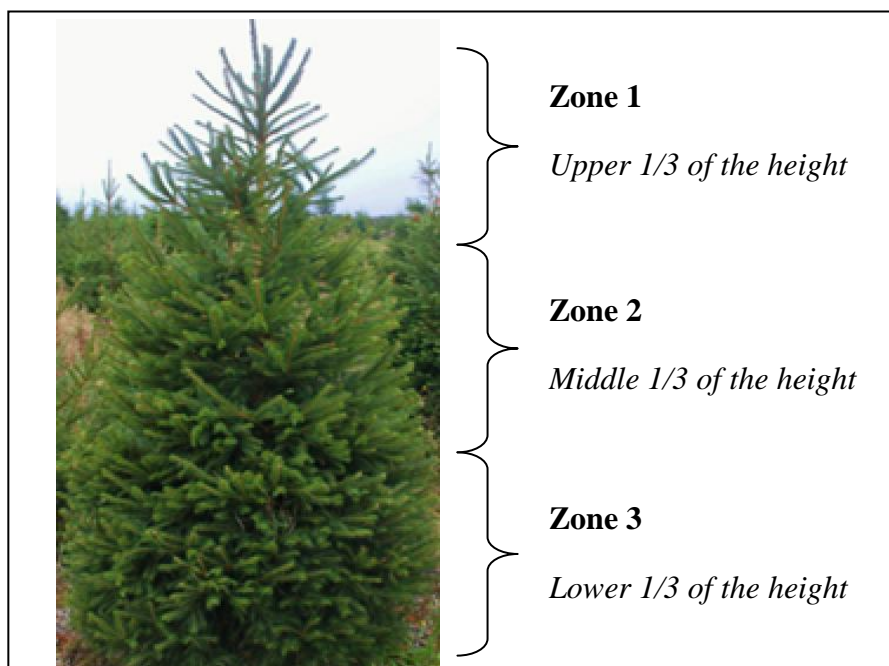 Zone 1
Upper 1/3 of the height
Zone 2
Middle 1/3 of the height
Zone 3
Lower 1/3 of the height